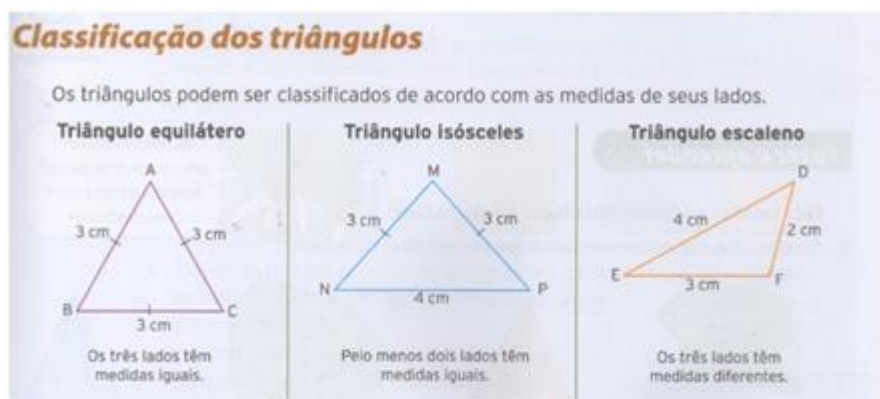 Classificação dos triângulos
Os triângulos podem ser classificados de acordo com as medidas de seus lados.
Triângulo equilátero
A
3 cm
3 cm
B
C
3 cm
Os três lados têm
medidas iguais.
Triângulo isósceles
M
3 cm
3 cm
N
P
4 cm
Pelo menos dois lados têm
medidas iguais.
Triângulo escaleno
D
4 cm
2 cm
E
F
3 cm
Os três lados têm
medidas diferentes.